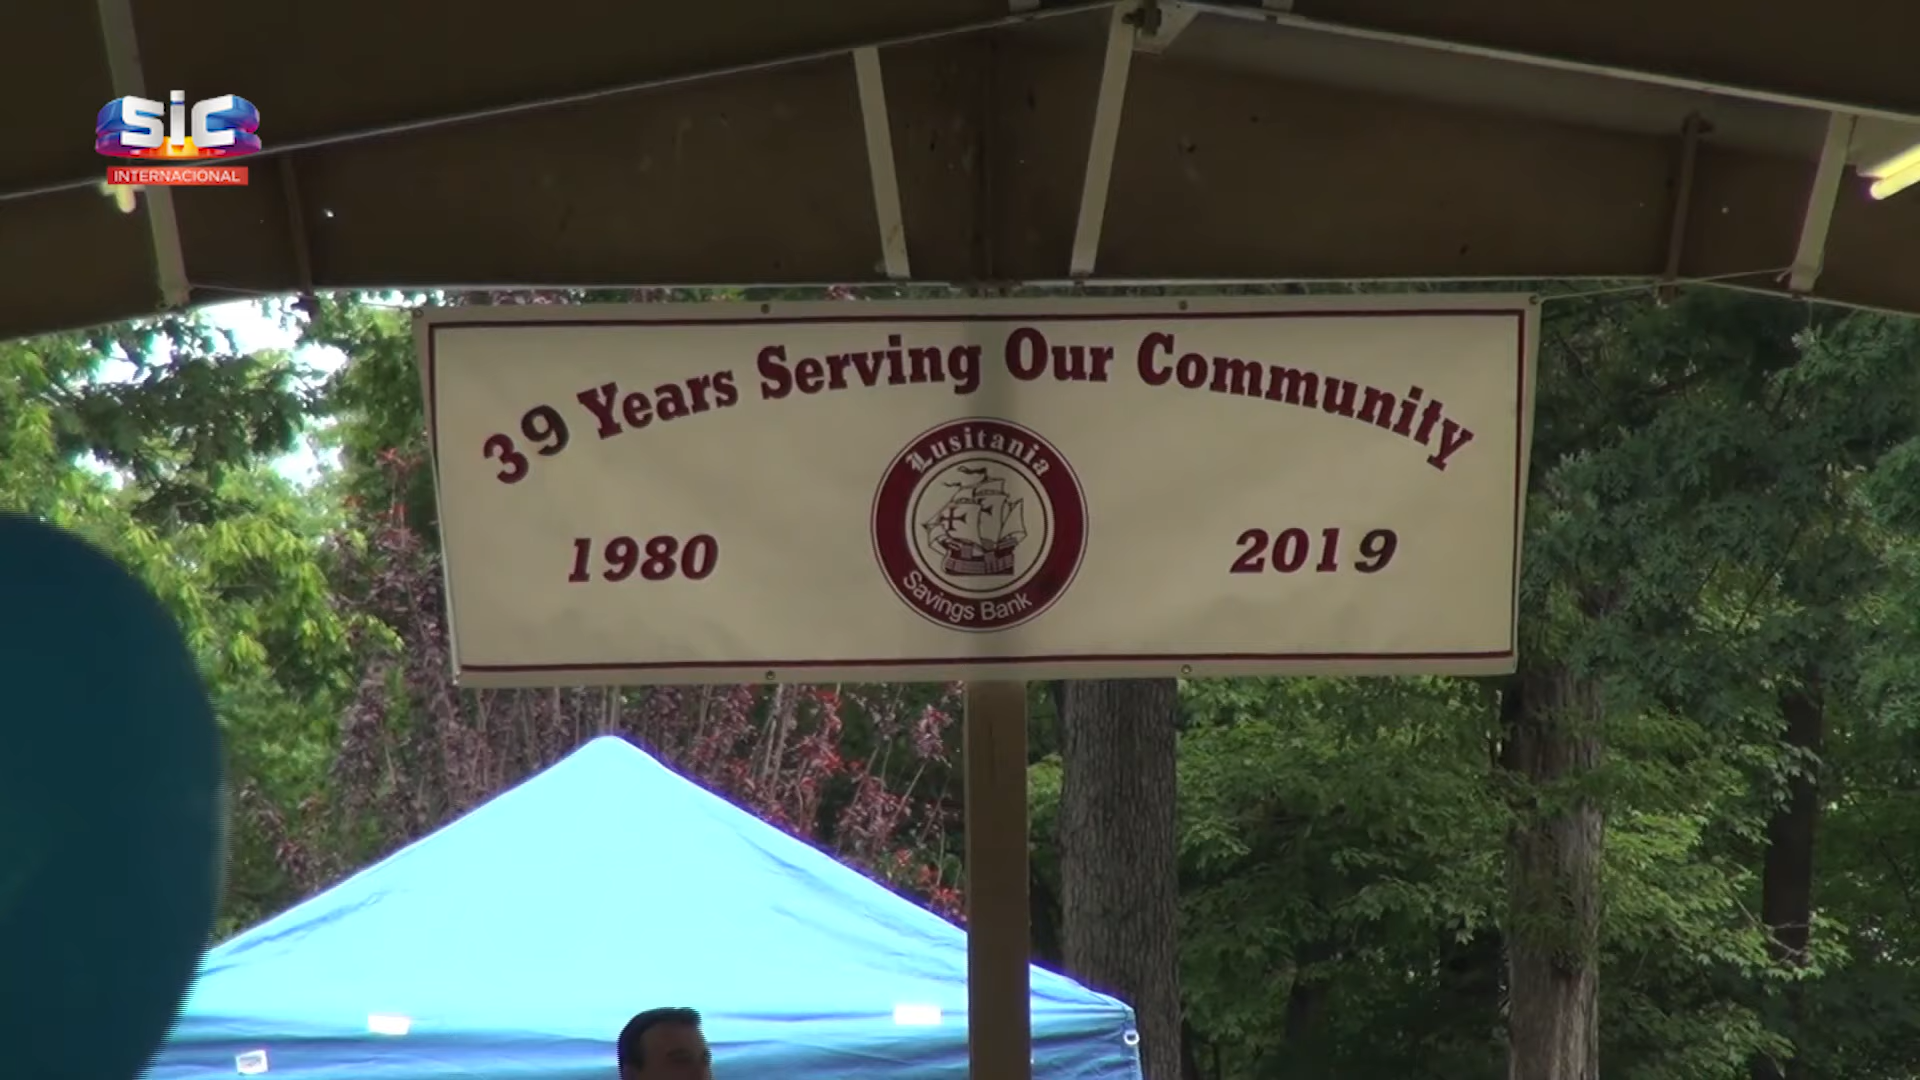 SIC
INTERNACIONAL
39 Years Serving Our Community
1980
Lusitania
Savings Bank
2019